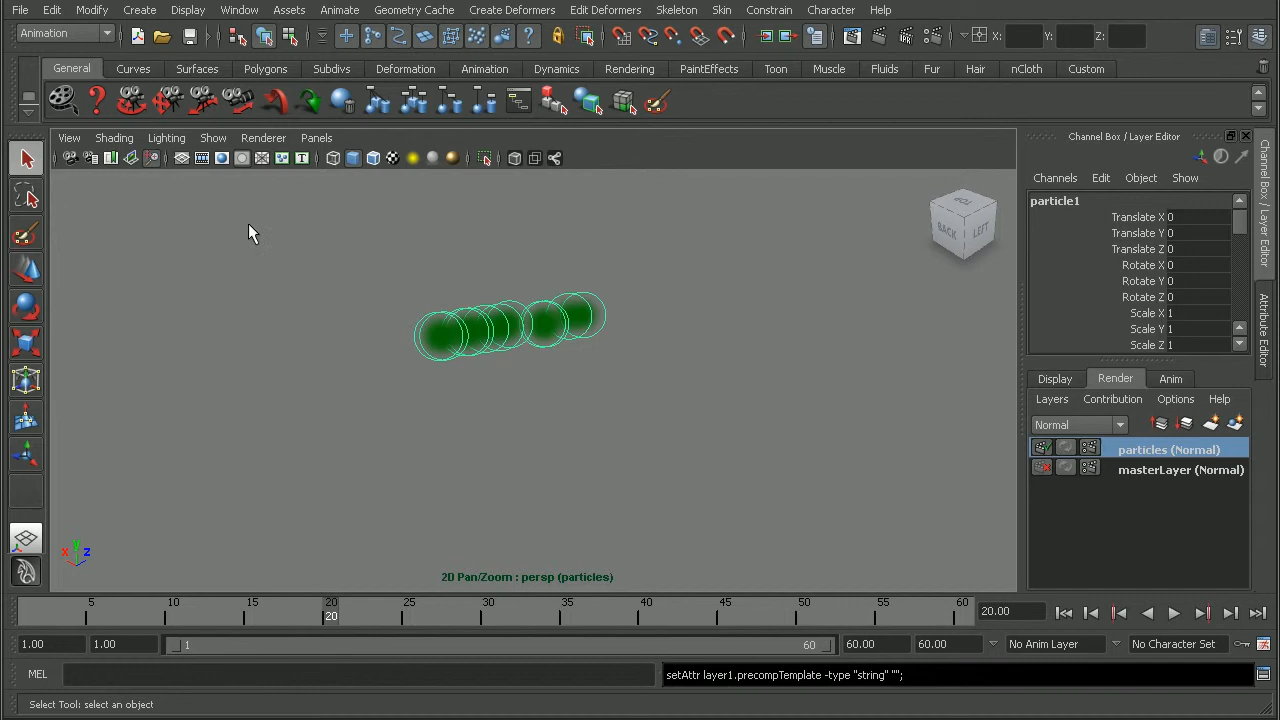 File Edit Modify Create Display Window Assets Animate Geometry Cache Create Deformers Edit Deformers Skeleton Skin Constrain Character Help
Animation X: Y: Z:
General Curves Surfaces Polygons Subdivs Deformation Animation Dynamics Rendering PaintEffects Toon Muscle Fluids Fur Hair nCloth Custom
View Shading Lighting Show Renderer Panels
Channel Box / Layer Editor
Channels Edit Object Show
particle1
Translate X 0
Translate Y 0
Translate Z 0
Rotate X 0
Rotate Y 0
Rotate Z 0
Scale X 1
Scale Y 1
Scale Z 1
Channel Box / Layer Editor
Attribute Editor
BACK LEFT
Display Render Anim
Layers Contribution Options Help
Normal
particles (Normal)
masterLayer (Normal)
X Y Z
2D Pan/Zoom : persp (particles)
5 10 15 20 25 30 35 40 45 50 55 60
20
20.00
1.00 1.00 1 60 60.00 60.00 No Anim Layer No Character Set
MEL setAttr layer1.precompTemplate -type "string" "";
Select Tool: select an object